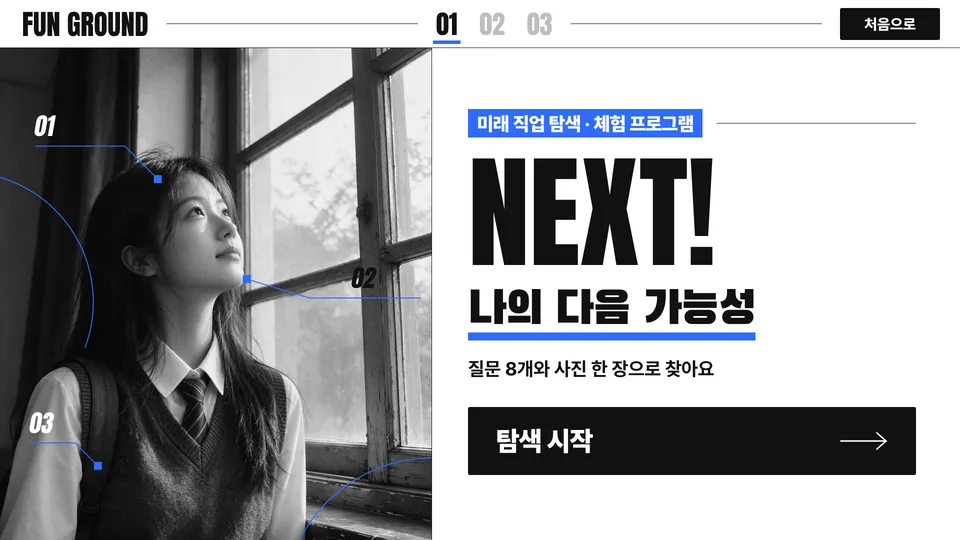 FUN GROUND
01 02 03
처음으로
01
02
03
미래 직업 탐색 · 체험 프로그램
NEXT!
나의 다음 가능성
질문 8개와 사진 한 장으로 찾아요
탐색 시작